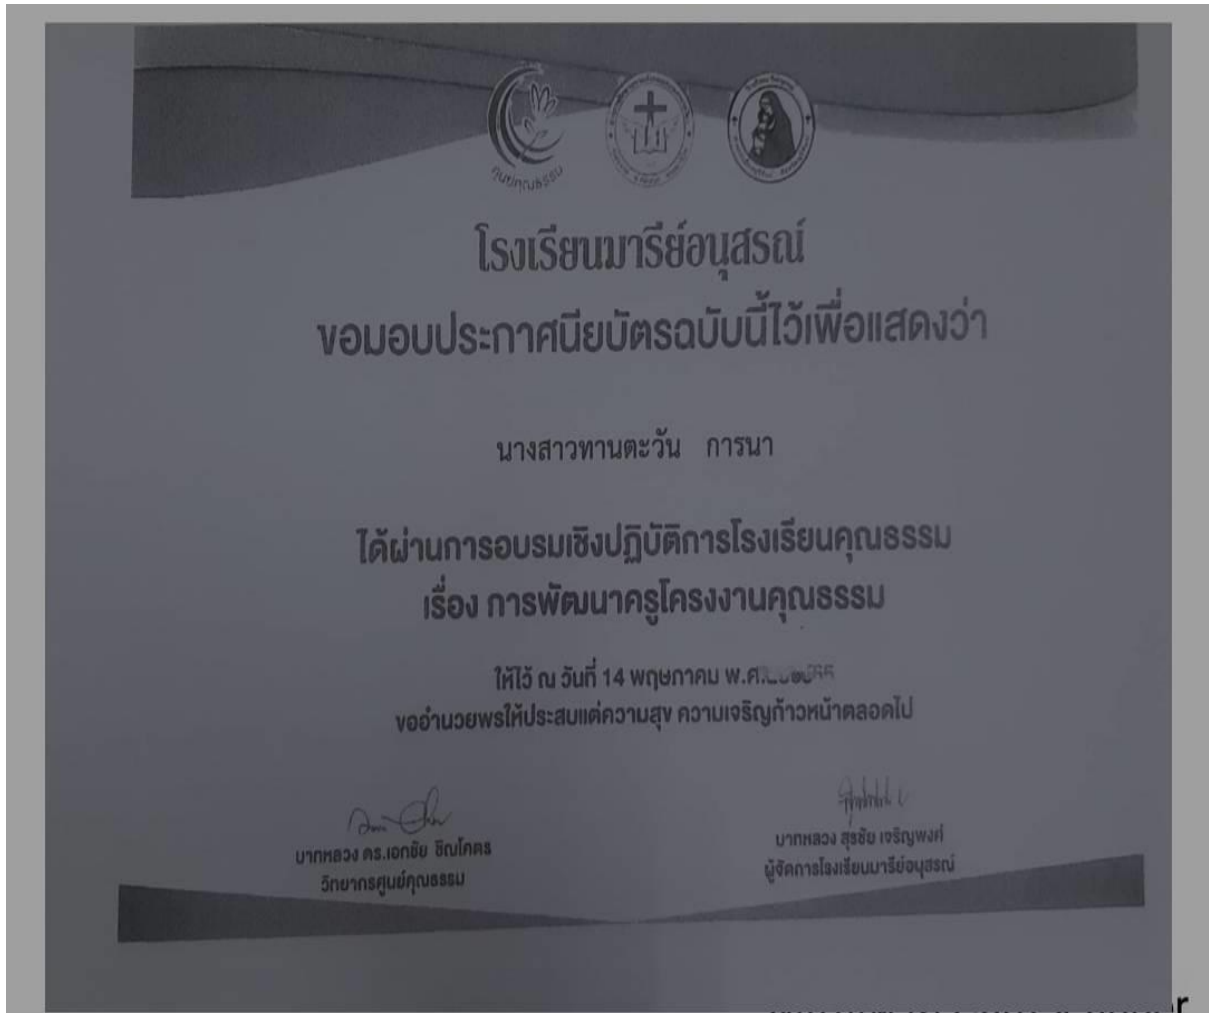 ศูนย์คุณธรรม
โรงเรียนมารีย์อนุสรณ์
ขอมอบประกาศนียบัตรฉบับนี้ไว้เพื่อแสดงว่า
นางสาวทานตะวัน การนา
ได้ผ่านการอบรมเชิงปฏิบัติการโรงเรียนคุณธรรม
เรื่อง การพัฒนาครูโครงงานคุณธรรม
ให้ไว้ ณ วันที่ 14 พฤษภาคม พ.ศ.
ขออำนวยพรให้ประสบแต่ความสุข ความเจริญก้าวหน้าตลอดไป
บาทหลวง ดร.เอกชัย ชิณโคตร
วิทยากรศูนย์คุณธรรม
บาทหลวง สุรชัย เจริญพงศ์
ผู้จัดการโรงเรียนมารีย์อนุสรณ์